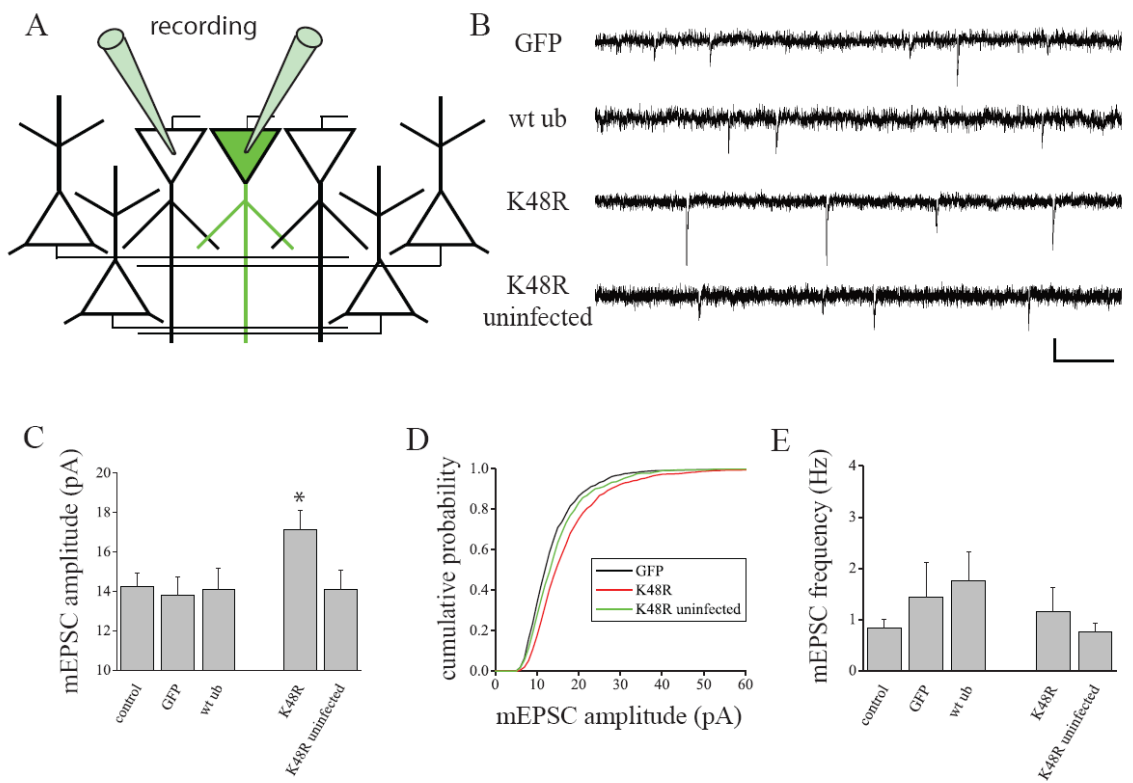 A
recording
B
GFP
wt ub
K48R
K48R
uninfected
C
mEPSC amplitude (pA)
20
18
16
14
12
10
*
control
GFP
wt ub
K48R
K48R uninfected
D
cumulative probability
1.0
0.8
0.6
0.4
0.2
0.0
GFP
K48R
K48R uninfected
0
10
20
30
40
50
60
mEPSC amplitude (pA)
E
mEPSC frequency (Hz)
4
3
2
1
0
control
GFP
wt ub
K48R
K48R uninfected